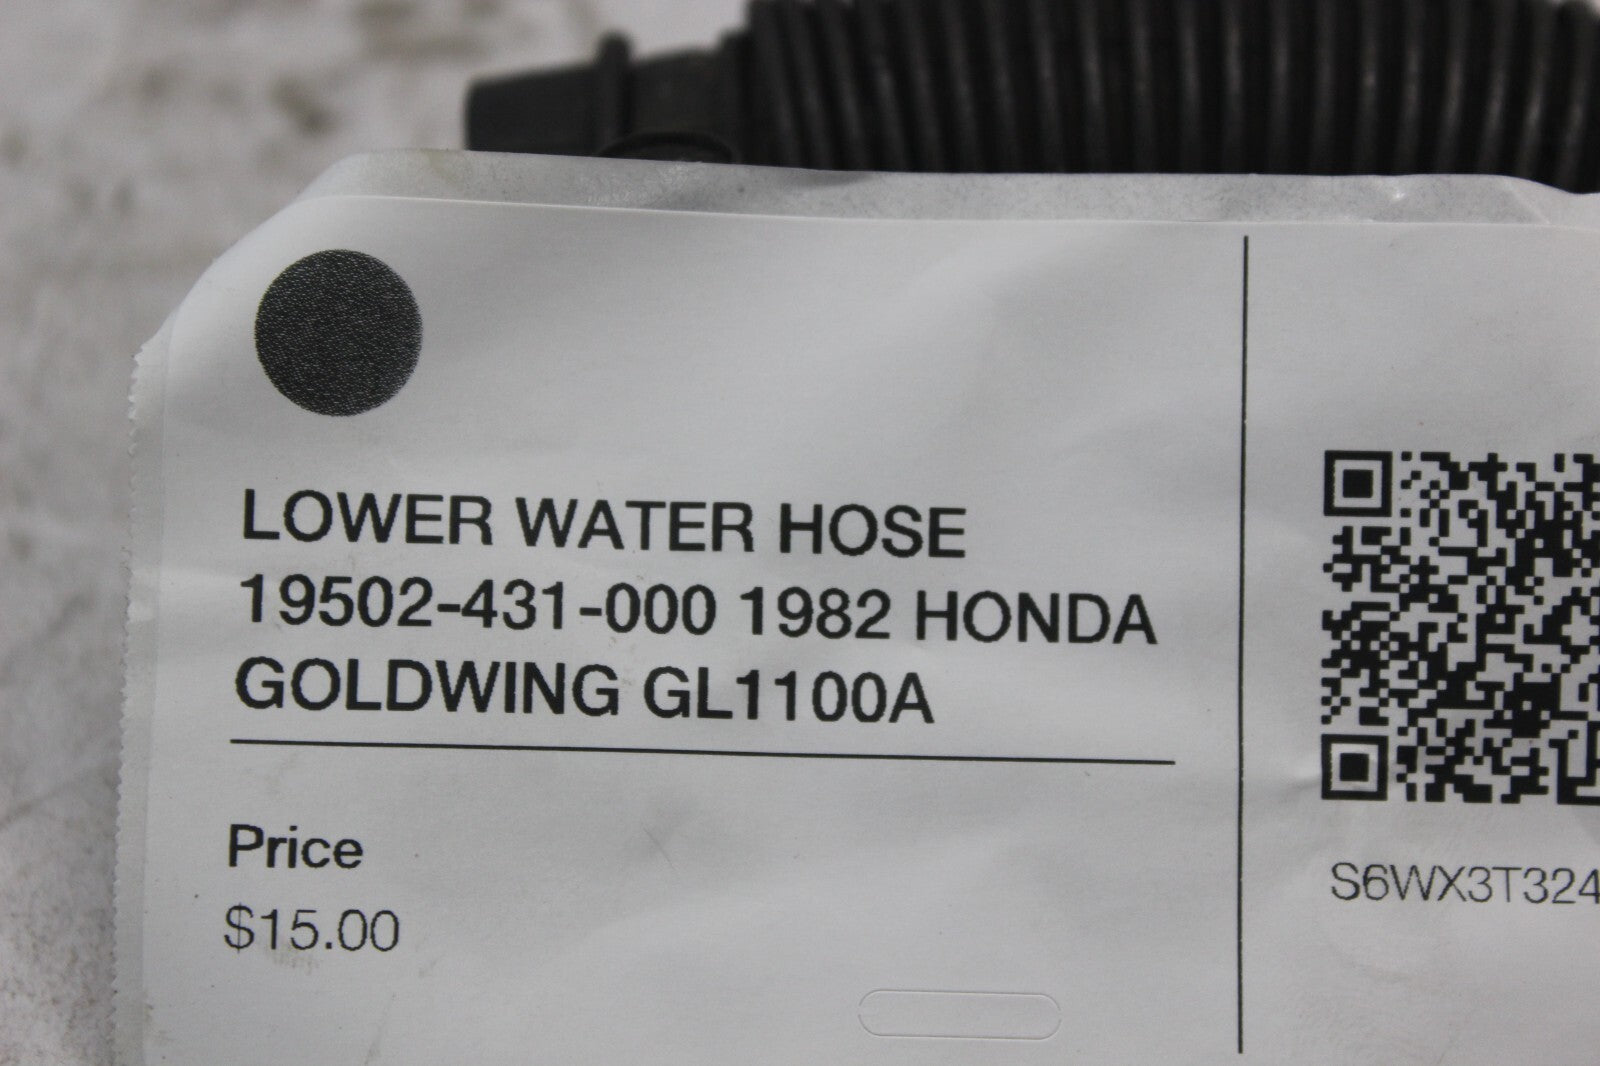 LOWER WATER HOSE
19502-431-000 1982 HONDA
GOLDWING GL1100A
Price
$15.00
S6WX3T324